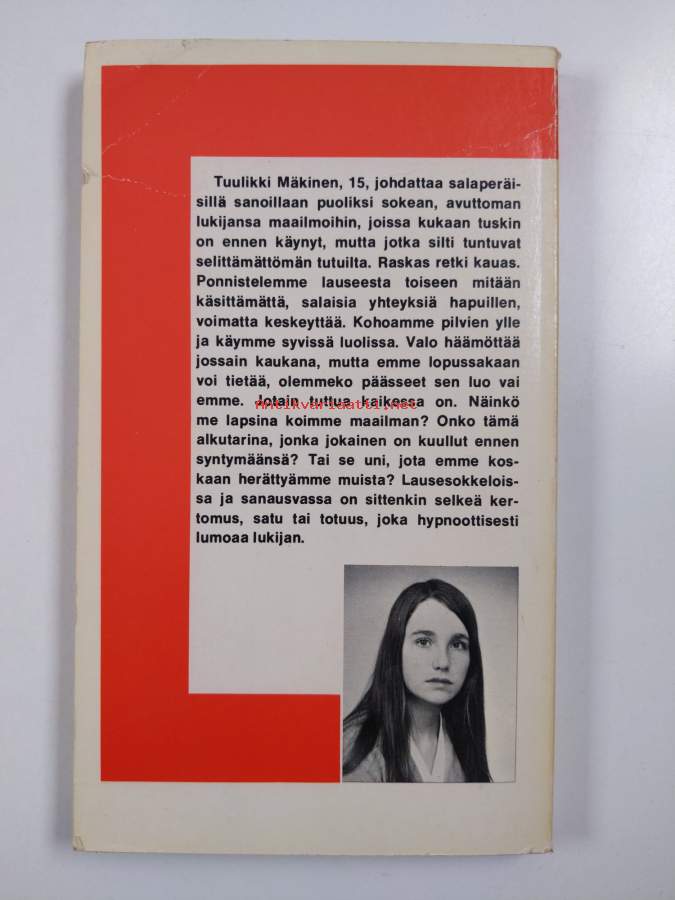 Tuulikki Mäkinen, 15, johdattaa salaperäi-
sillä sanoillaan puoliksi sokean, avuttoman
lukijansa maailmoihin, joissa kukaan tuskin
on ennen käynyt, mutta jotka silti tuntuvat
selittämättömän tutuilta. Raskas retki kauas.
Ponnistelemme lauseesta toiseen mitään
käsittämättä, salaisia yhteyksiä hapuillen,
voimatta keskeyttää. Kohoamme pilvien ylle
ja käymme syvissä luolissa. Valo häämöttää
jossain kaukana, mutta emme lopussakaan
voi tietää, olemmeko päässeet sen luo vai
emme. Jotain tuttua kaikessa on. Näinkö
Antikvariaatti.net
me lapsina koimme maailman? Onko tämä
alkutarina, jonka jokainen on kuullut ennen
syntymäänsä? Tai se uni, jota emme kos-
kaan herättyämme muista? Lausesokkelois-
sa ja sanausvassa on sittenkin selkeä ker-
tomus, satu tai totuus, joka hypnoottisesti
lumoaa lukijan.